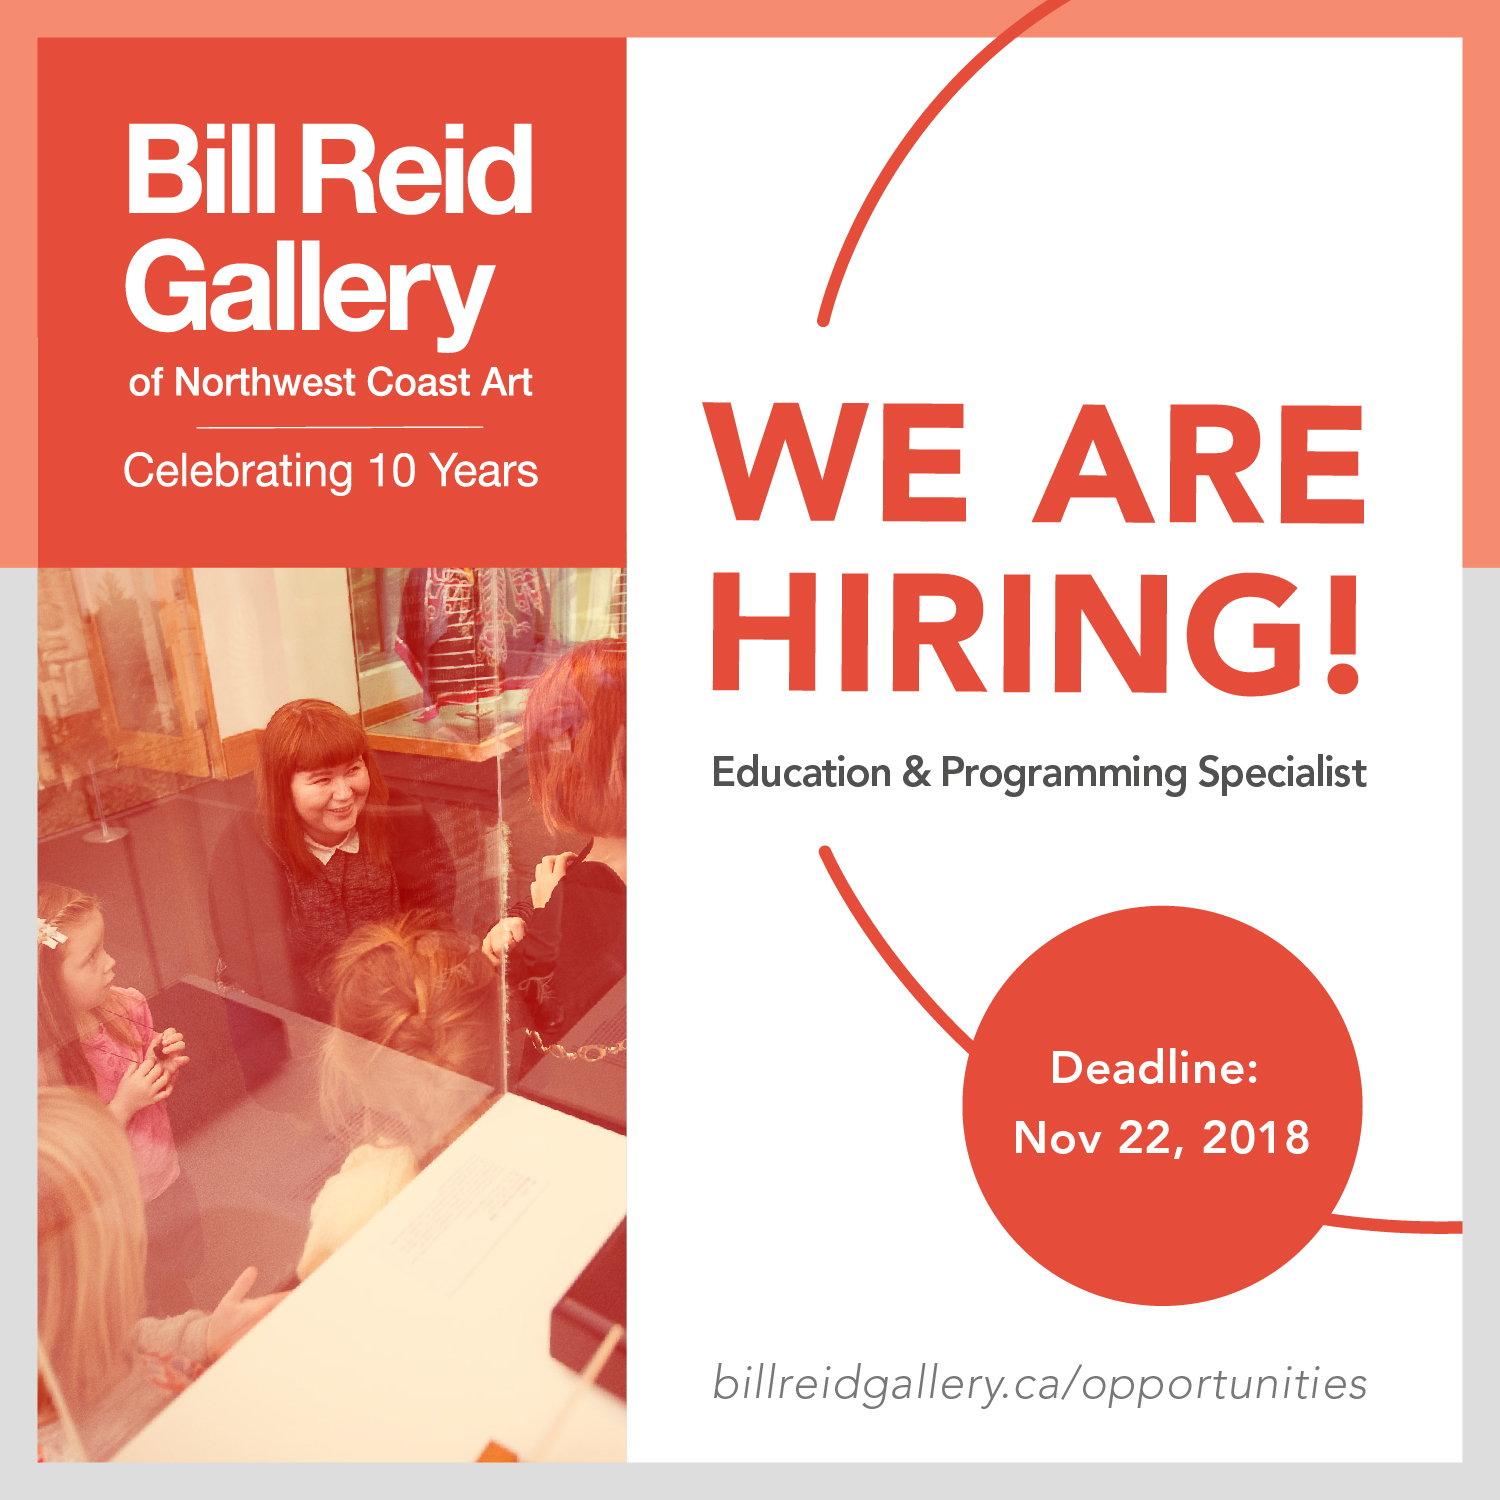 Bill Reid
Gallery
of Northwest Coast Art
Celebrating 10 Years
WE ARE
HIRING!
Education & Programming Specialist
Deadline:
Nov 22, 2018
billreidgallery.ca/opportunities